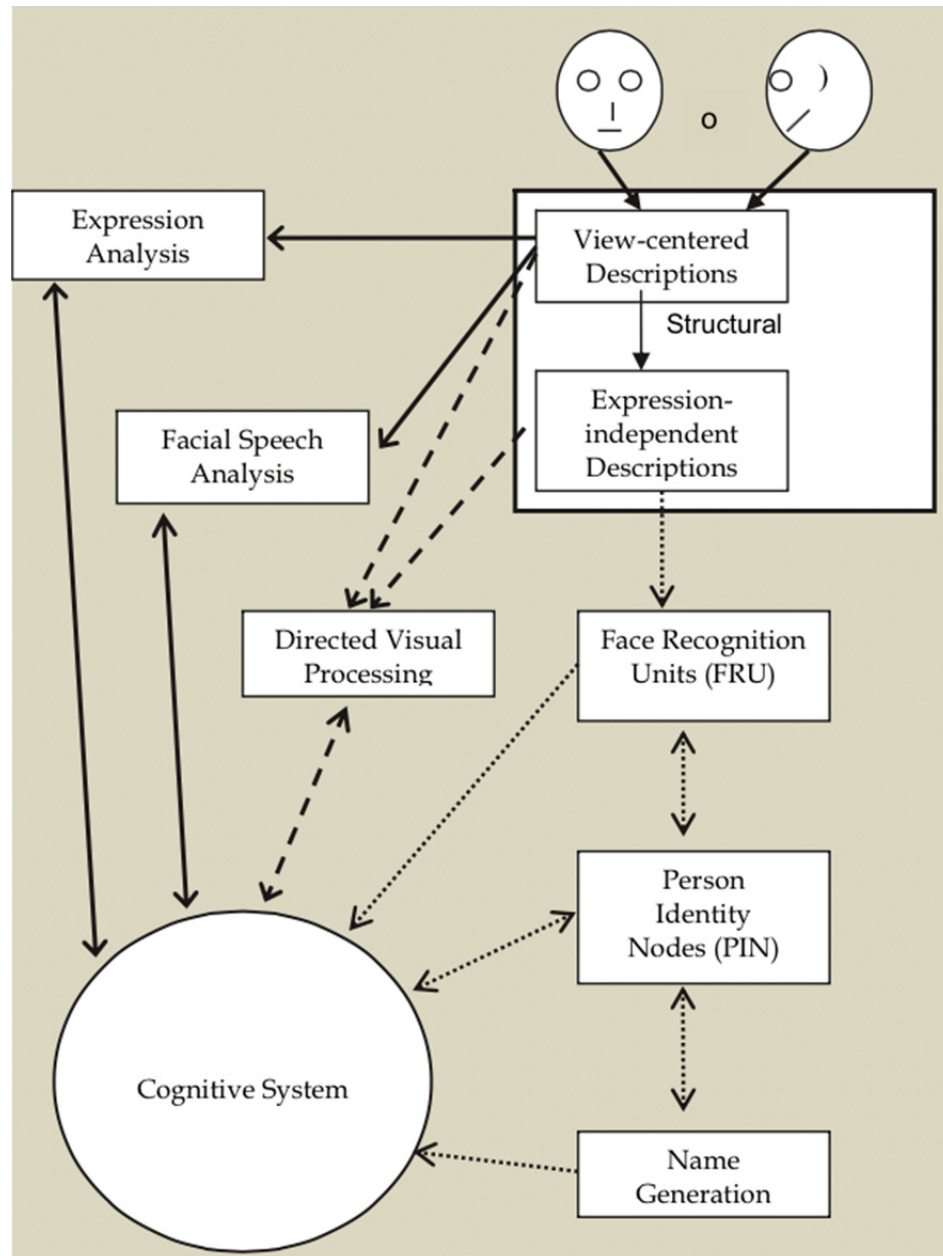 o
Expression
Analysis
View-centered
Descriptions
Structural
Expression-
independent
Descriptions
Facial Speech
Analysis
Directed Visual
Processing
Face Recognition
Units (FRU)
Person
Identity
Nodes (PIN)
Cognitive System
Name
Generation